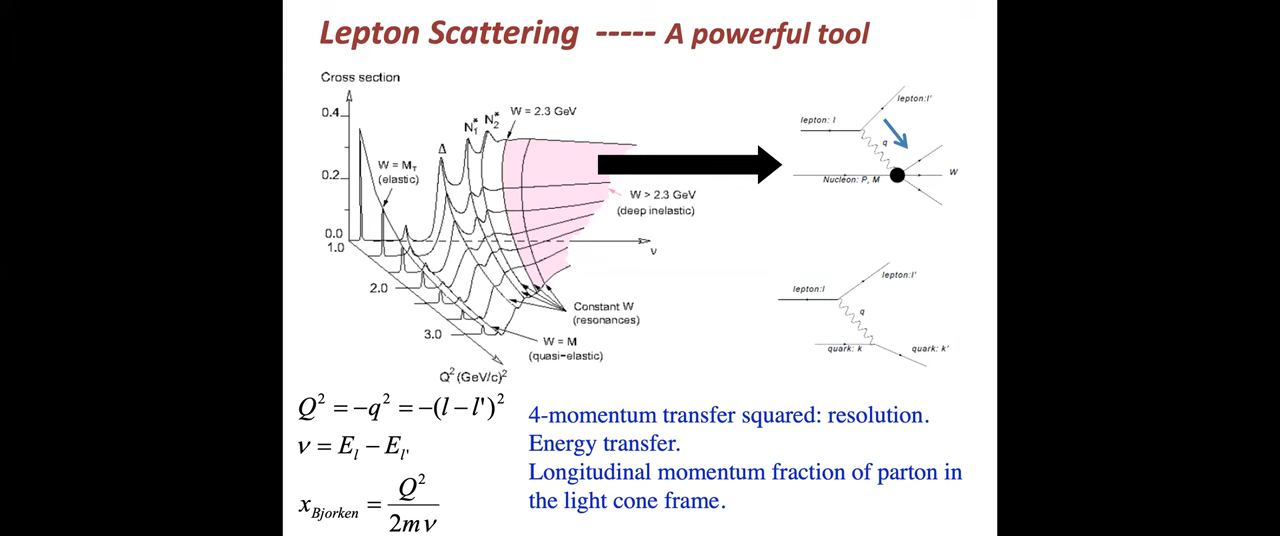 Lepton Scattering ----- A powerful tool
Cross section
0.4
0.2
0.0
1.0
2.0
3.0
W = M_T
(elastic)
Δ
N*_1
N*_2
W = 2.3 GeV
W > 2.3 GeV
(deep inelastic)
ν
Constant W
(resonances)
W = M
(quasi-elastic)
Q² (GeV/c)²
lepton: l
lepton:l'
q
Nucleon: P, M
W
lepton:l
lepton:l'
q
quark: k
quark: k'
Q² = −q² = −(l − l')²
ν = E_l − E_l'
x_Bjorken = Q² / 2mν
4-momentum transfer squared: resolution.
Energy transfer.
Longitudinal momentum fraction of parton in
the light cone frame.